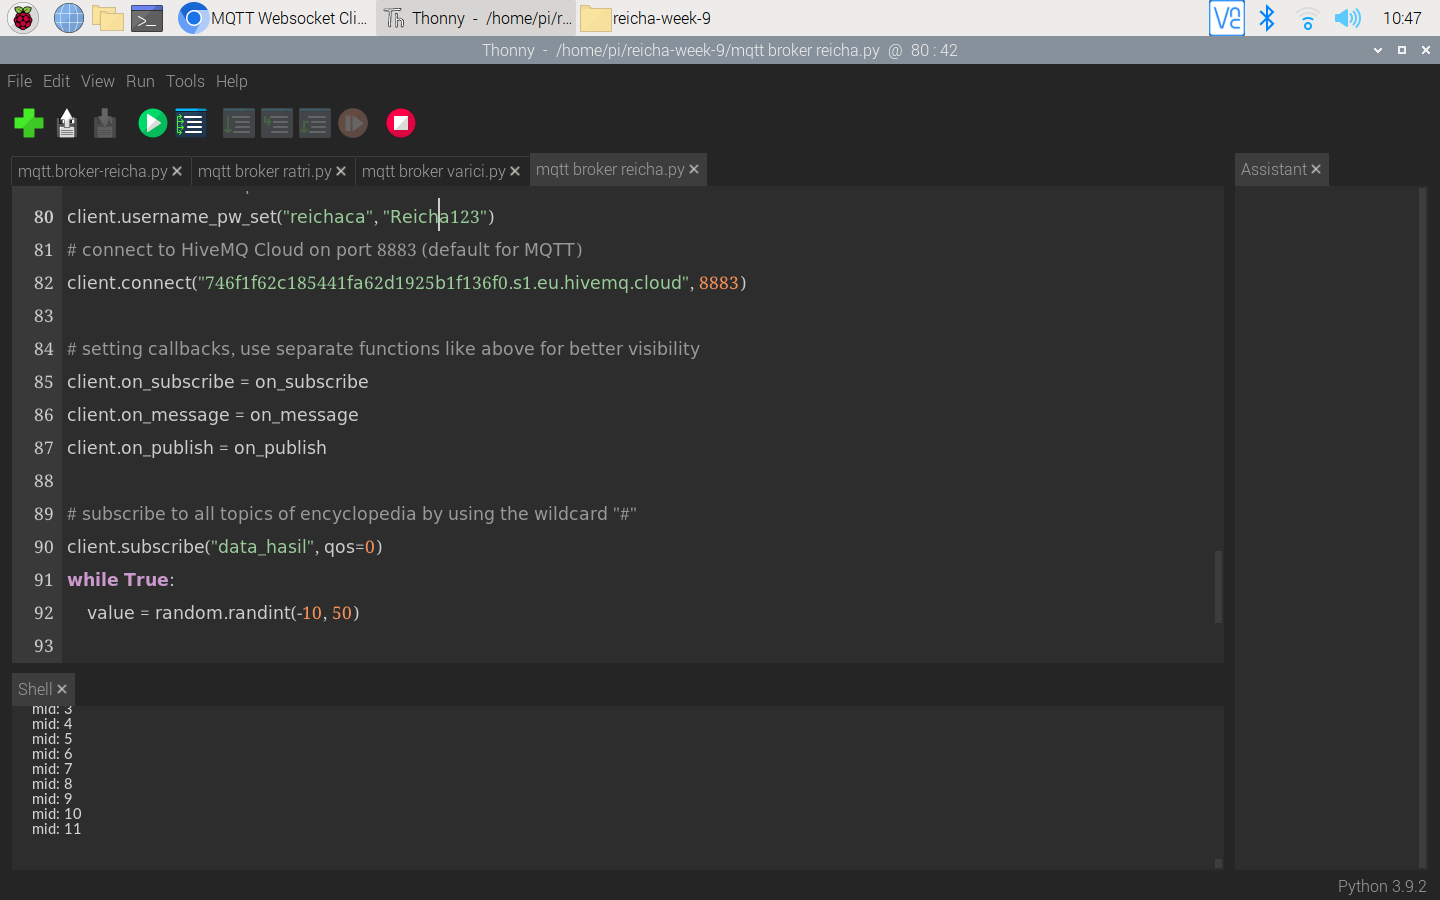 MQTT Websocket Cli...
Thonny - /home/pi/r...
reicha-week-9
10:47
Thonny - /home/pi/reicha-week-9/mqtt broker reicha.py @ 80 : 42
File Edit View Run Tools Help
mqtt.broker-reicha.py
mqtt broker ratri.py
mqtt broker varici.py
mqtt broker reicha.py
Assistant
80 client.username_pw_set("reichaca", "Reicha123")
81 # connect to HiveMQ Cloud on port 8883 (default for MQTT)
82 client.connect("746f1f62c185441fa62d1925b1f136f0.s1.eu.hivemq.cloud", 8883)
83
84 # setting callbacks, use separate functions like above for better visibility
85 client.on_subscribe = on_subscribe
86 client.on_message = on_message
87 client.on_publish = on_publish
88
89 # subscribe to all topics of encyclopedia by using the wildcard "#"
90 client.subscribe("data_hasil", qos=0)
91 while True:
92 value = random.randint(-10, 50)
93
Shell
mid: 3
mid: 4
mid: 5
mid: 6
mid: 7
mid: 8
mid: 9
mid: 10
mid: 11
Python 3.9.2